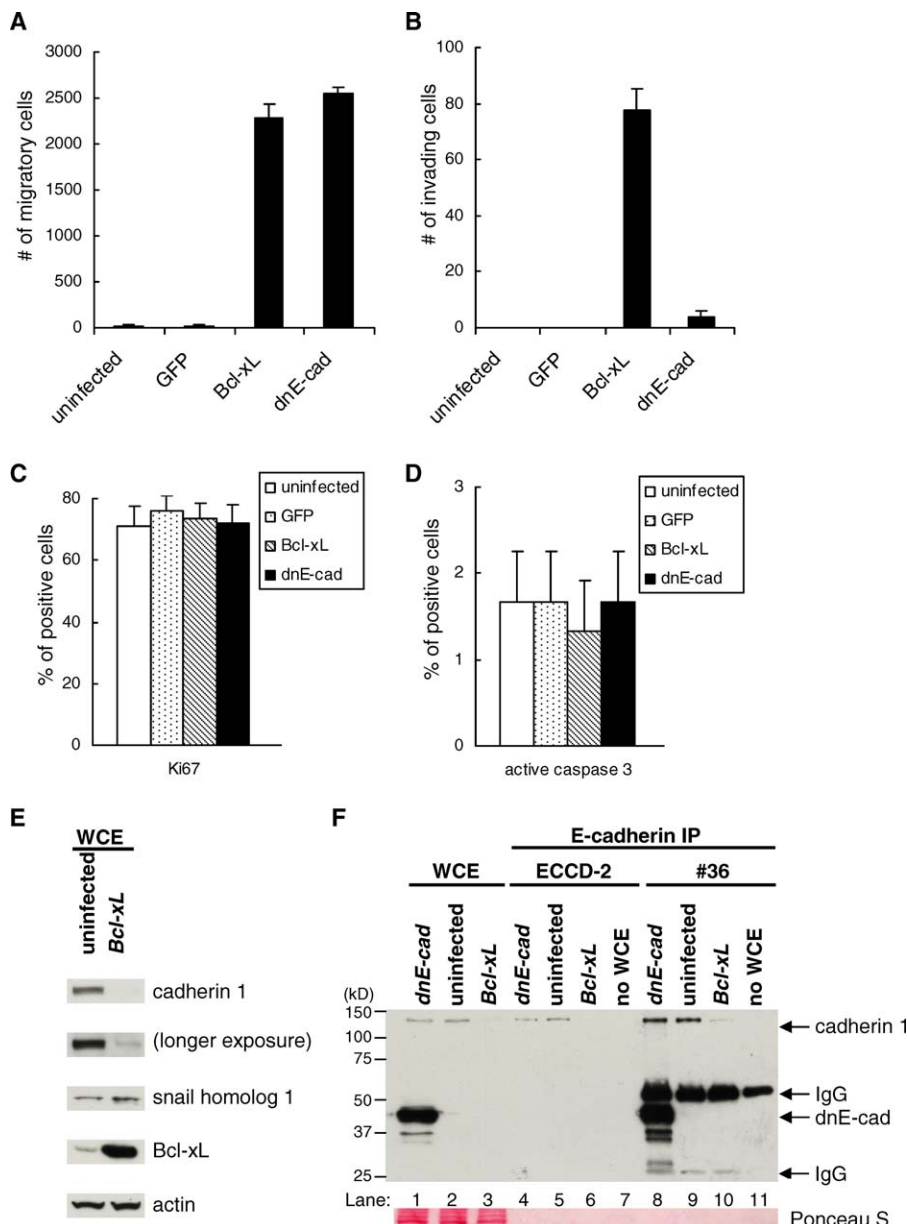 A
3000
2500
2000
1500
1000
500
0
# of migratory cells
uninfected
GFP
Bcl-xL
dnE-cad
B
100
80
60
40
20
0
# of invading cells
uninfected
GFP
Bcl-xL
dnE-cad
C
80
60
40
20
0
% of positive cells
Ki67
uninfected
GFP
Bcl-xL
dnE-cad
D
3
2
1
0
% of positive cells
active caspase 3
uninfected
GFP
Bcl-xL
dnE-cad
E
WCE
uninfected
Bcl-xL
cadherin 1
(longer exposure)
snail homolog 1
Bcl-xL
actin
F
E-cadherin IP
WCE
ECCD-2
#36
dnE-cad
uninfected
Bcl-xL
dnE-cad
uninfected
Bcl-xL
no WCE
dnE-cad
uninfected
Bcl-xL
no WCE
(kD)
150
100
75
50
37
25
cadherin 1
IgG
dnE-cad
IgG
Lane: 1 2 3 4 5 6 7 8 9 10 11
Ponceau S